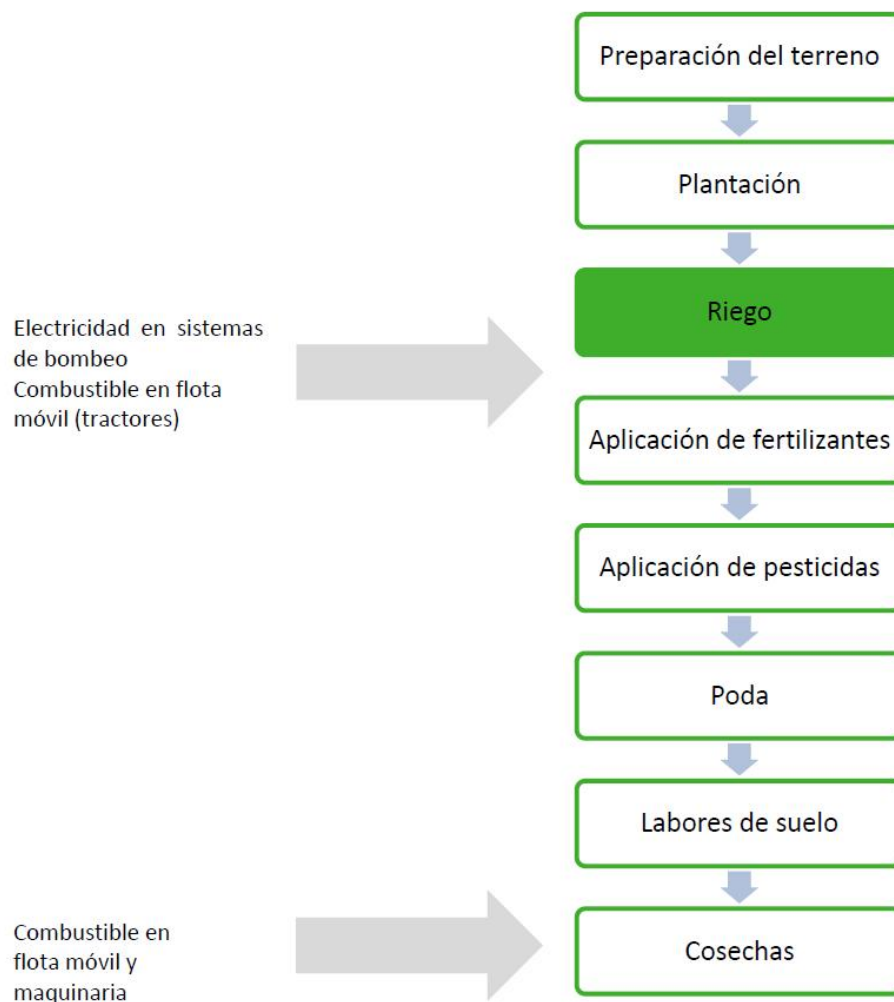 Preparación del terreno
Plantación
Riego
Electricidad en sistemas
de bombeo
Combustible en flota
móvil (tractores)
Aplicación de fertilizantes
Aplicación de pesticidas
Poda
Labores de suelo
Cosechas
Combustible en
flota móvil y
maquinaria